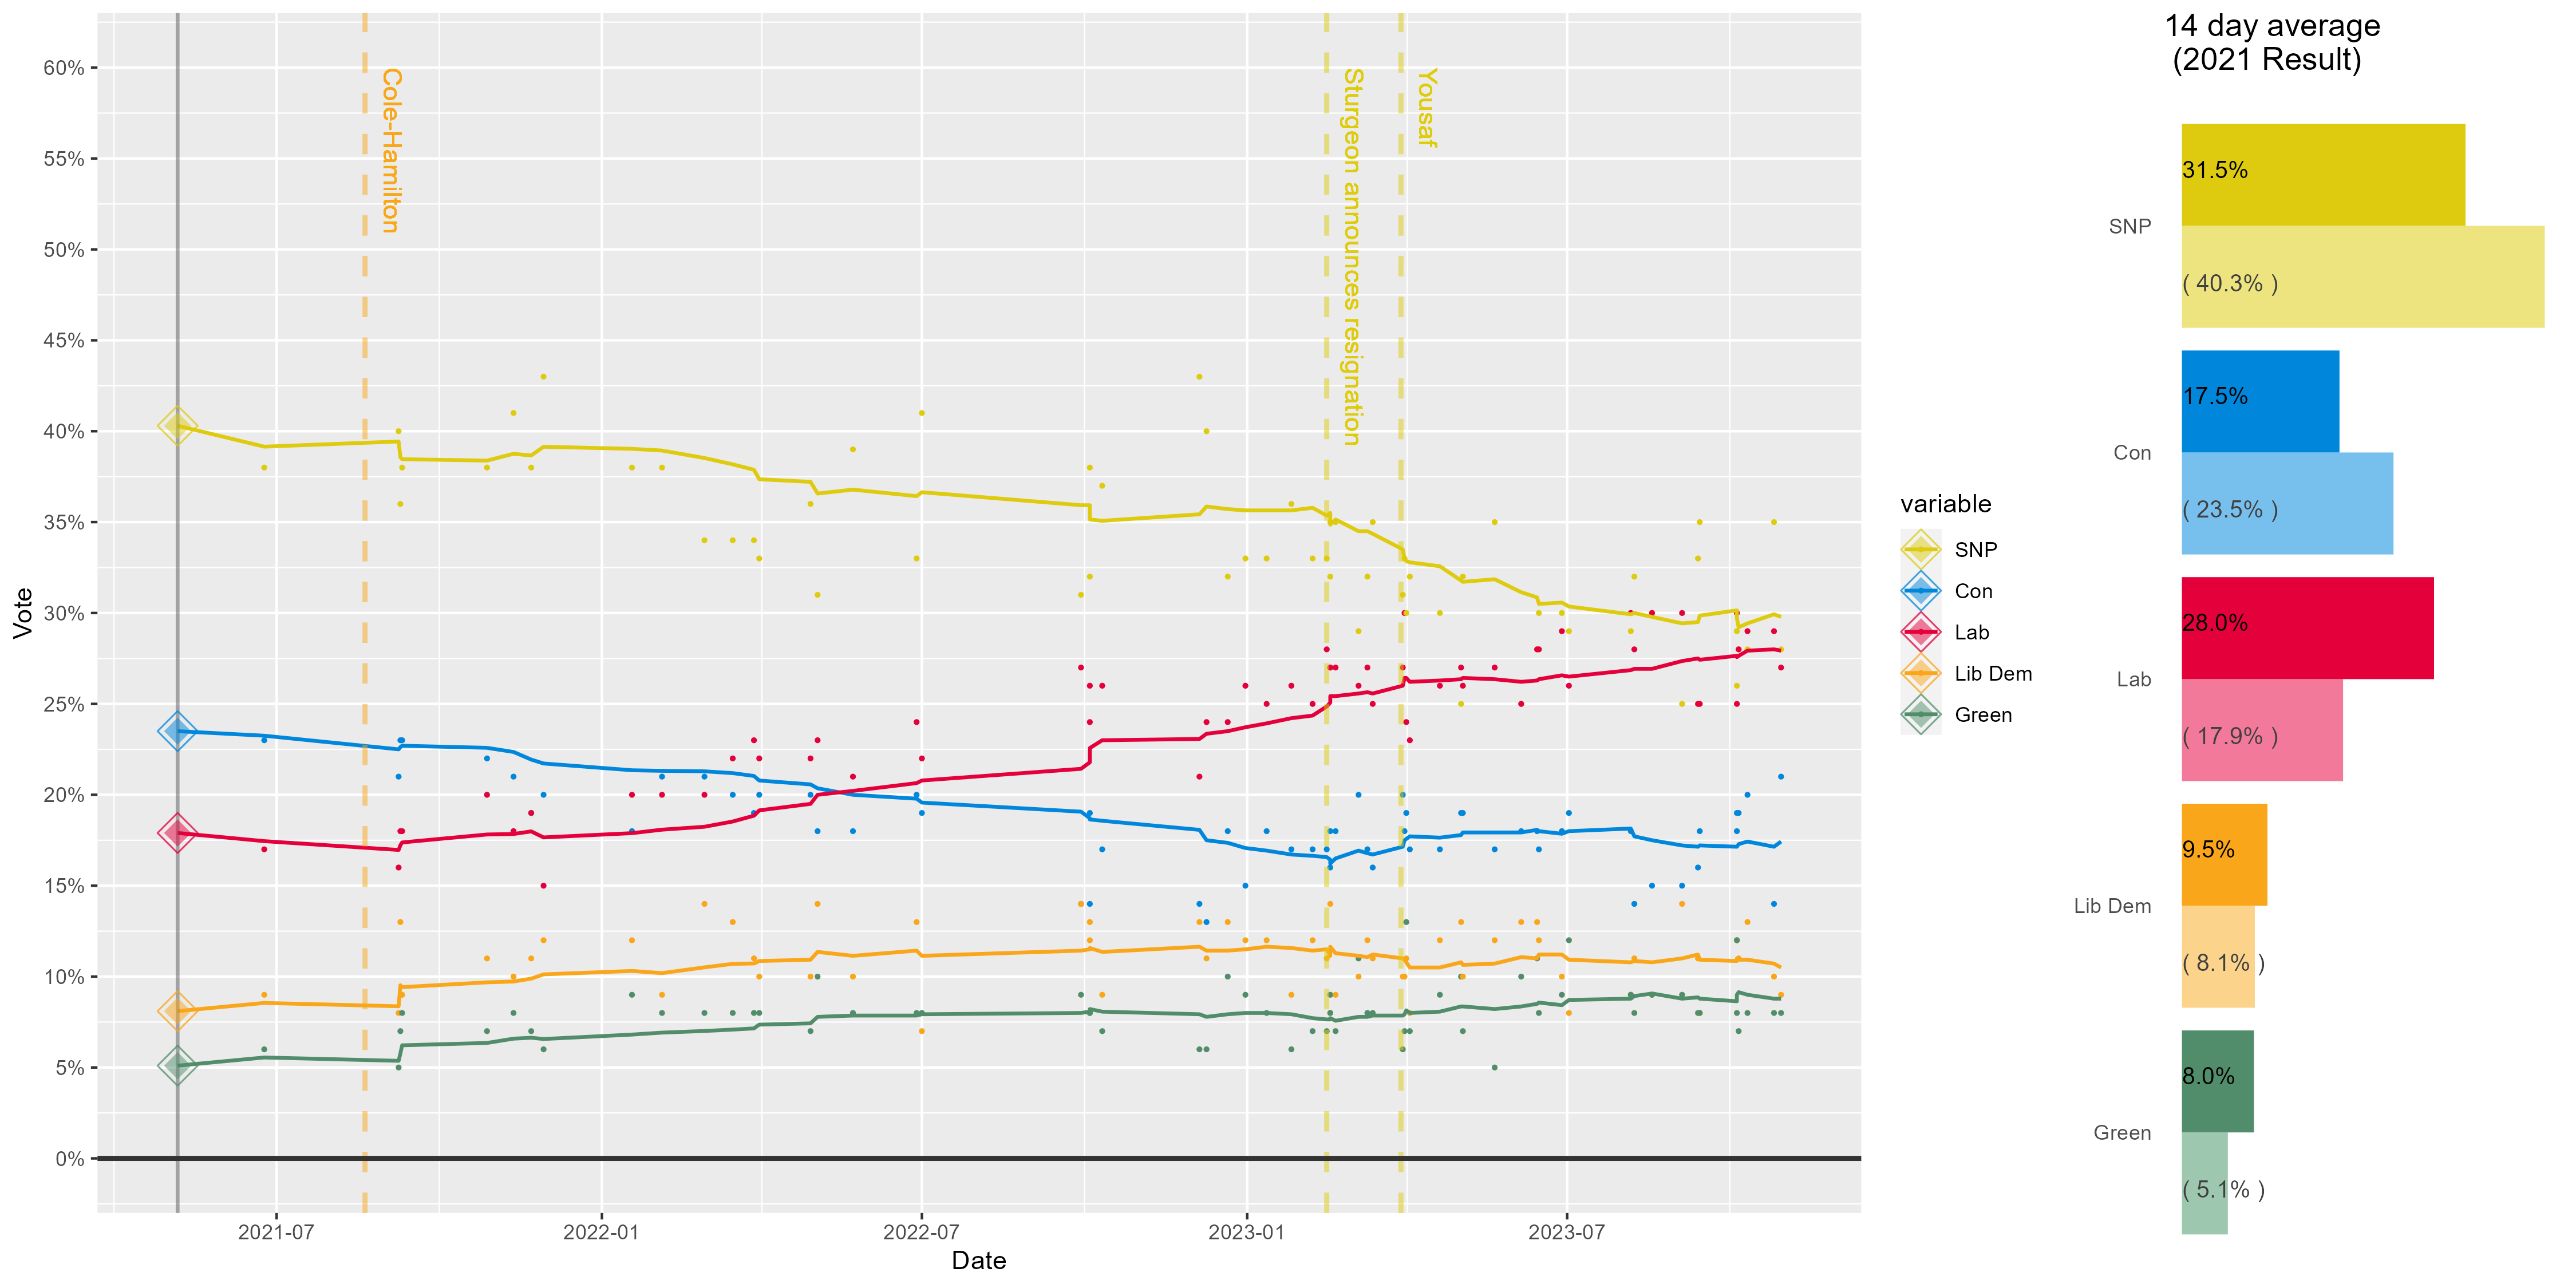 60%
55%
50%
45%
40%
35%
30%
25%
20%
15%
10%
5%
0%
Vote
Cole-Hamilton
Sturgeon announces resignation
Yousaf
2021-07
2022-01
2022-07
2023-01
2023-07
Date
variable
SNP
Con
Lab
Lib Dem
Green
14 day average
(2021 Result)
SNP
31.5%
( 40.3% )
Con
17.5%
( 23.5% )
Lab
28.0%
( 17.9% )
Lib Dem
9.5%
( 8.1% )
Green
8.0%
( 5.1% )